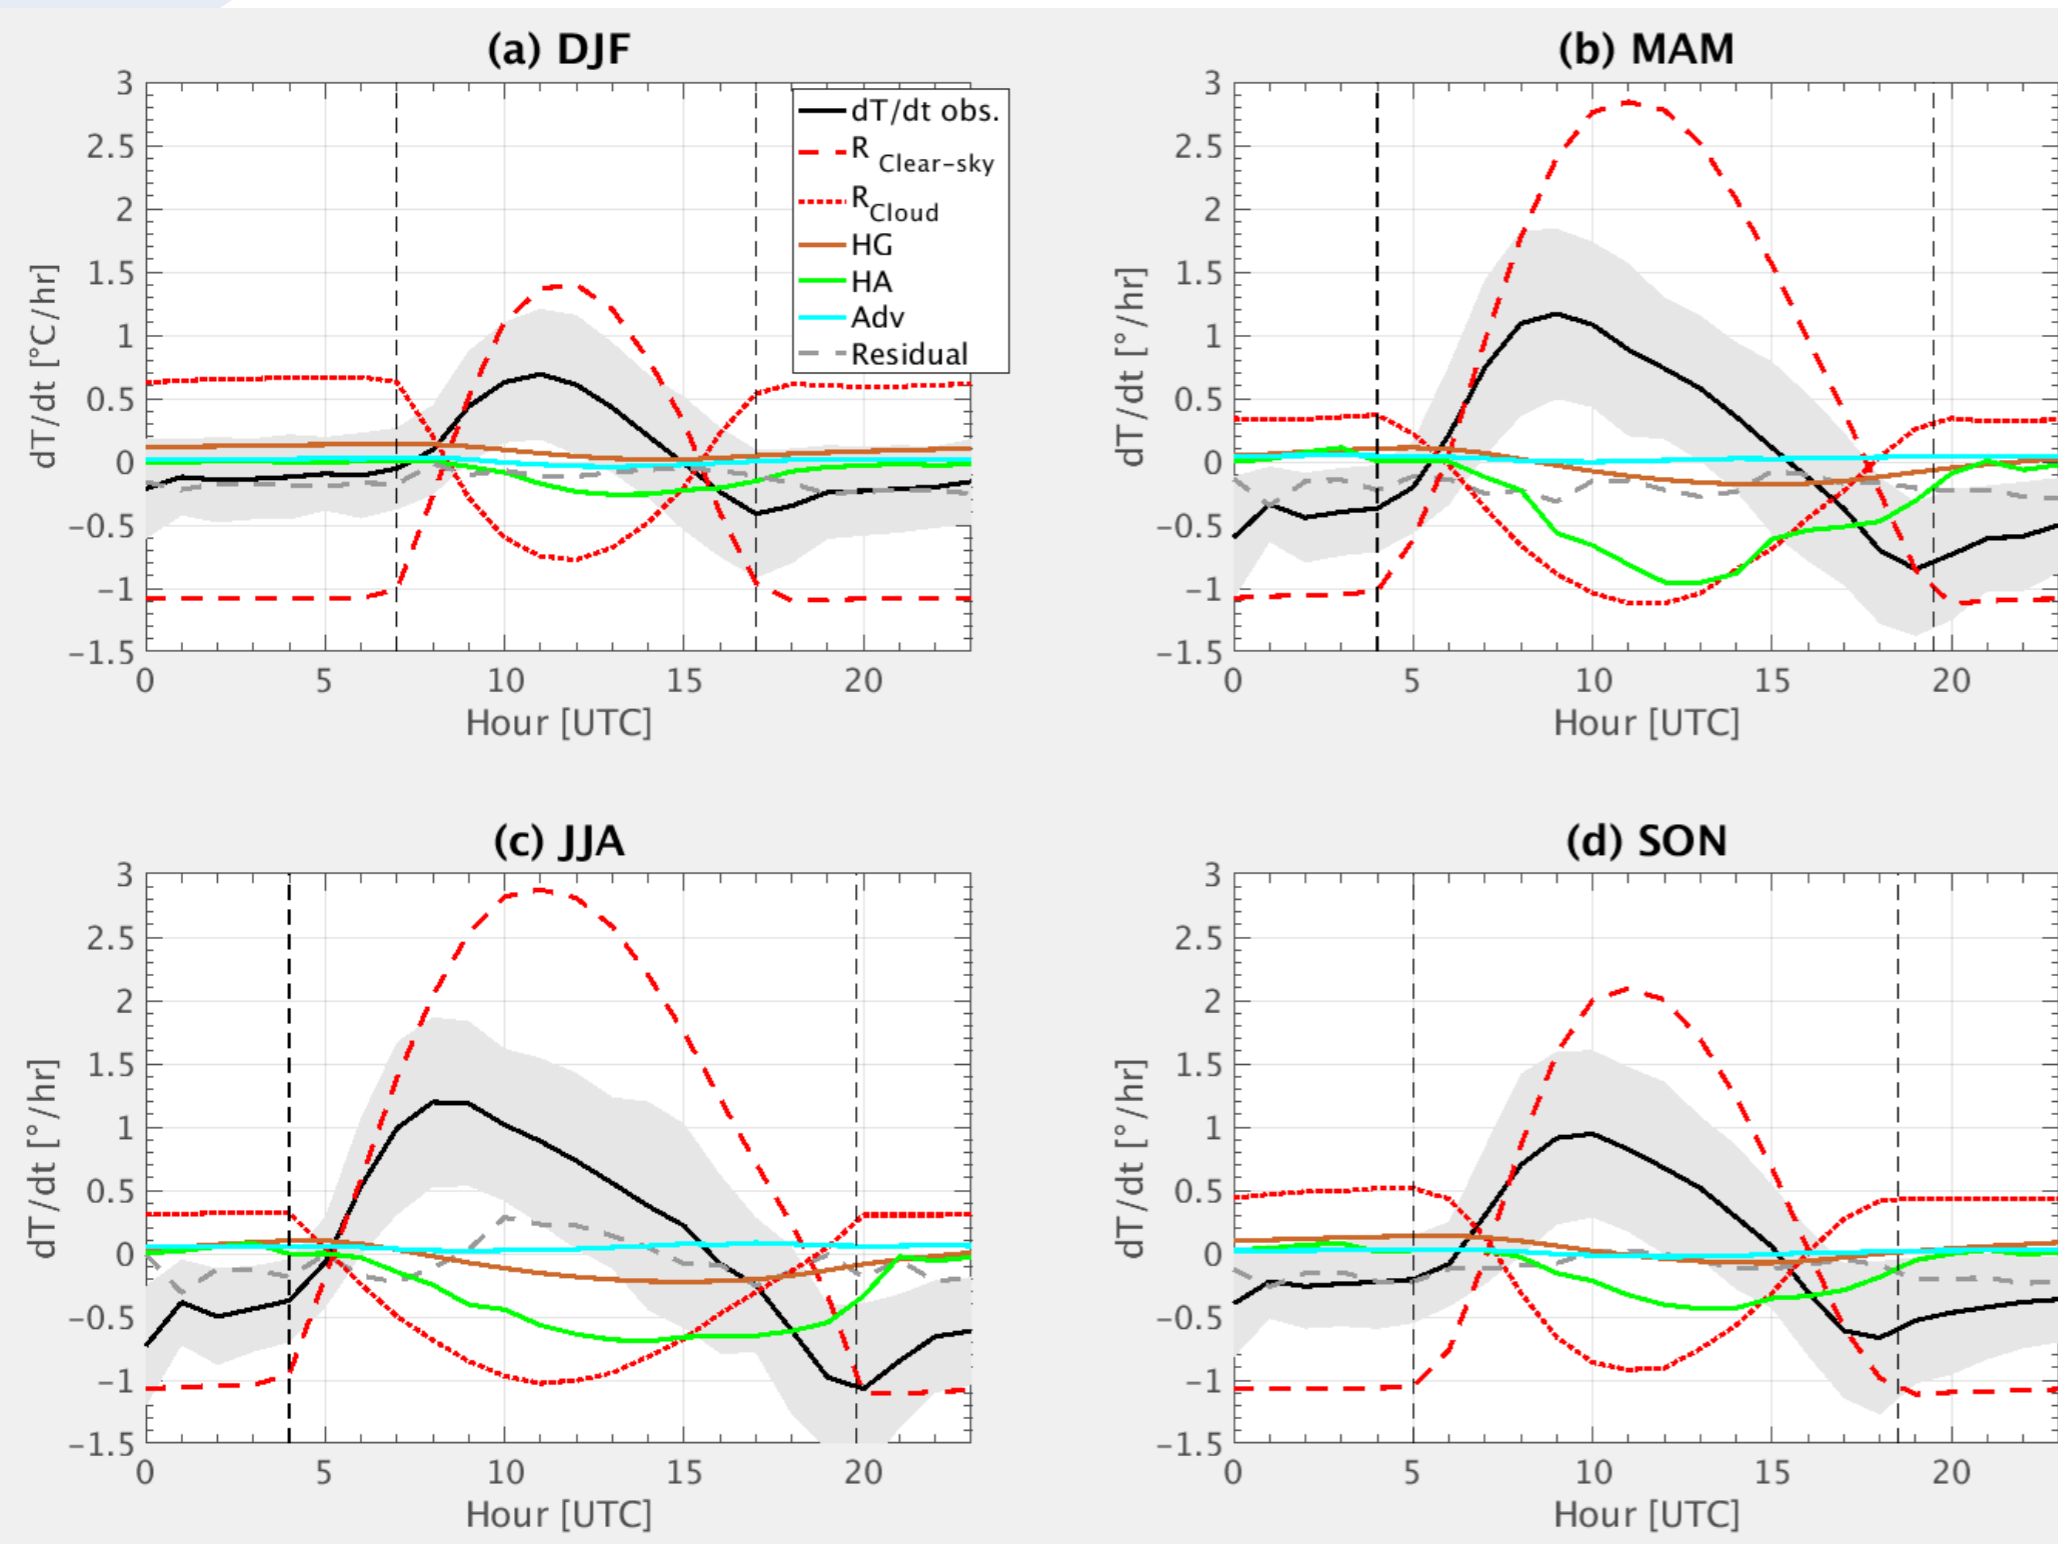 (a) DJF
3
2.5
2
1.5
1
0.5
0
−0.5
−1
−1.5
dT/dt [°C/hr]
0 5 10 15 20
Hour [UTC]
dT/dt obs.
R Clear-sky
R Cloud
HG
HA
Adv
Residual
(b) MAM
3
2.5
2
1.5
1
0.5
0
−0.5
−1
−1.5
dT/dt [°/hr]
0 5 10 15 20
Hour [UTC]
(c) JJA
3
2.5
2
1.5
1
0.5
0
−0.5
−1
−1.5
dT/dt [°/hr]
0 5 10 15 20
Hour [UTC]
(d) SON
3
2.5
2
1.5
1
0.5
0
−0.5
−1
−1.5
dT/dt [°/hr]
0 5 10 15 20
Hour [UTC]